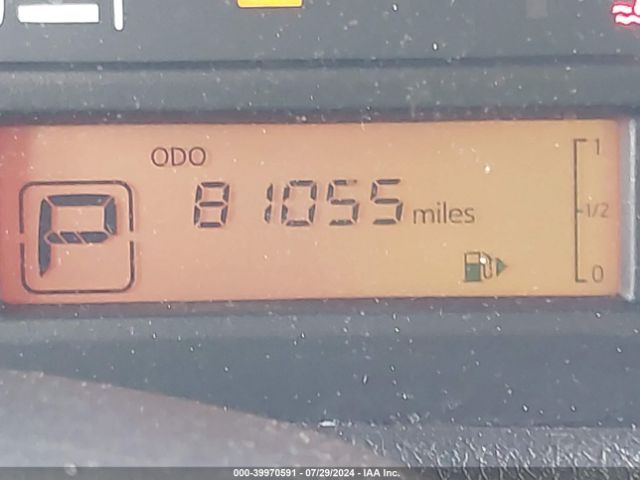 ODO
P
81055 miles
1
1/2
0
000-39970591 - 07/29/2024 - IAA Inc.